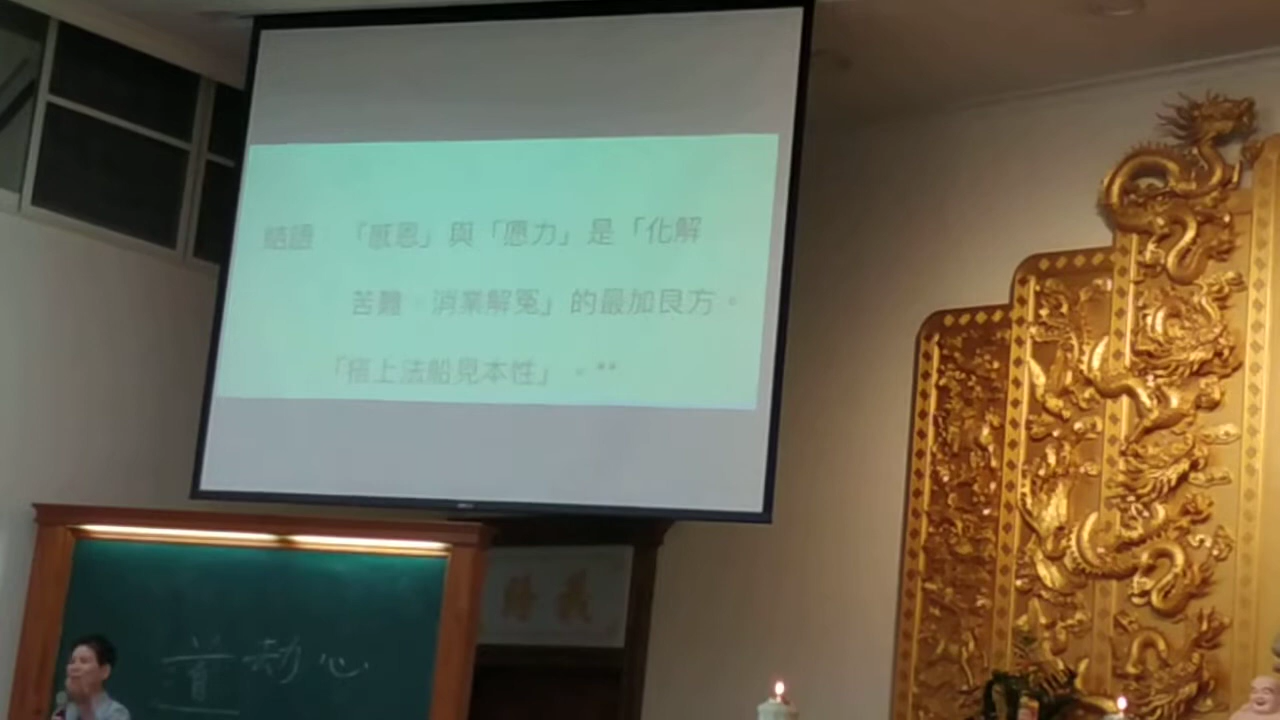 結語：「感恩」與「愿力」是「化解
苦難、消業解冤」的最加良方。
「搭上法船見本性」。**
道 劫 心